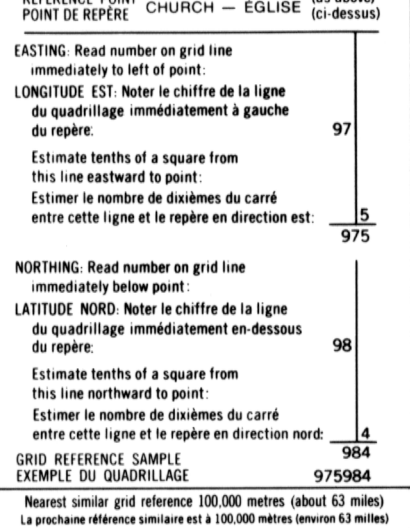 REFERENCE POINT CHURCH — ÉGLISE (as above)
POINT DE REPÈRE (ci-dessus)
EASTING: Read number on grid line
immediately to left of point:
LONGITUDE EST: Noter le chiffre de la ligne
du quadrillage immédiatement à gauche
du repère: 97
Estimate tenths of a square from
this line eastward to point:
Estimer le nombre de dixièmes du carré
entre cette ligne et le repère en direction est: 5
975
NORTHING: Read number on grid line
immediately below point:
LATITUDE NORD: Noter le chiffre de la ligne
du quadrillage immédiatement en-dessous
du repère: 98
Estimate tenths of a square from
this line northward to point:
Estimer le nombre de dixièmes du carré
entre cette ligne et le repère en direction nord: 4
GRID REFERENCE SAMPLE 984
EXEMPLE DU QUADRILLAGE 975984
Nearest similar grid reference 100,000 metres (about 63 miles)
La prochaine référence similaire est à 100,000 mètres (environ 63 milles)